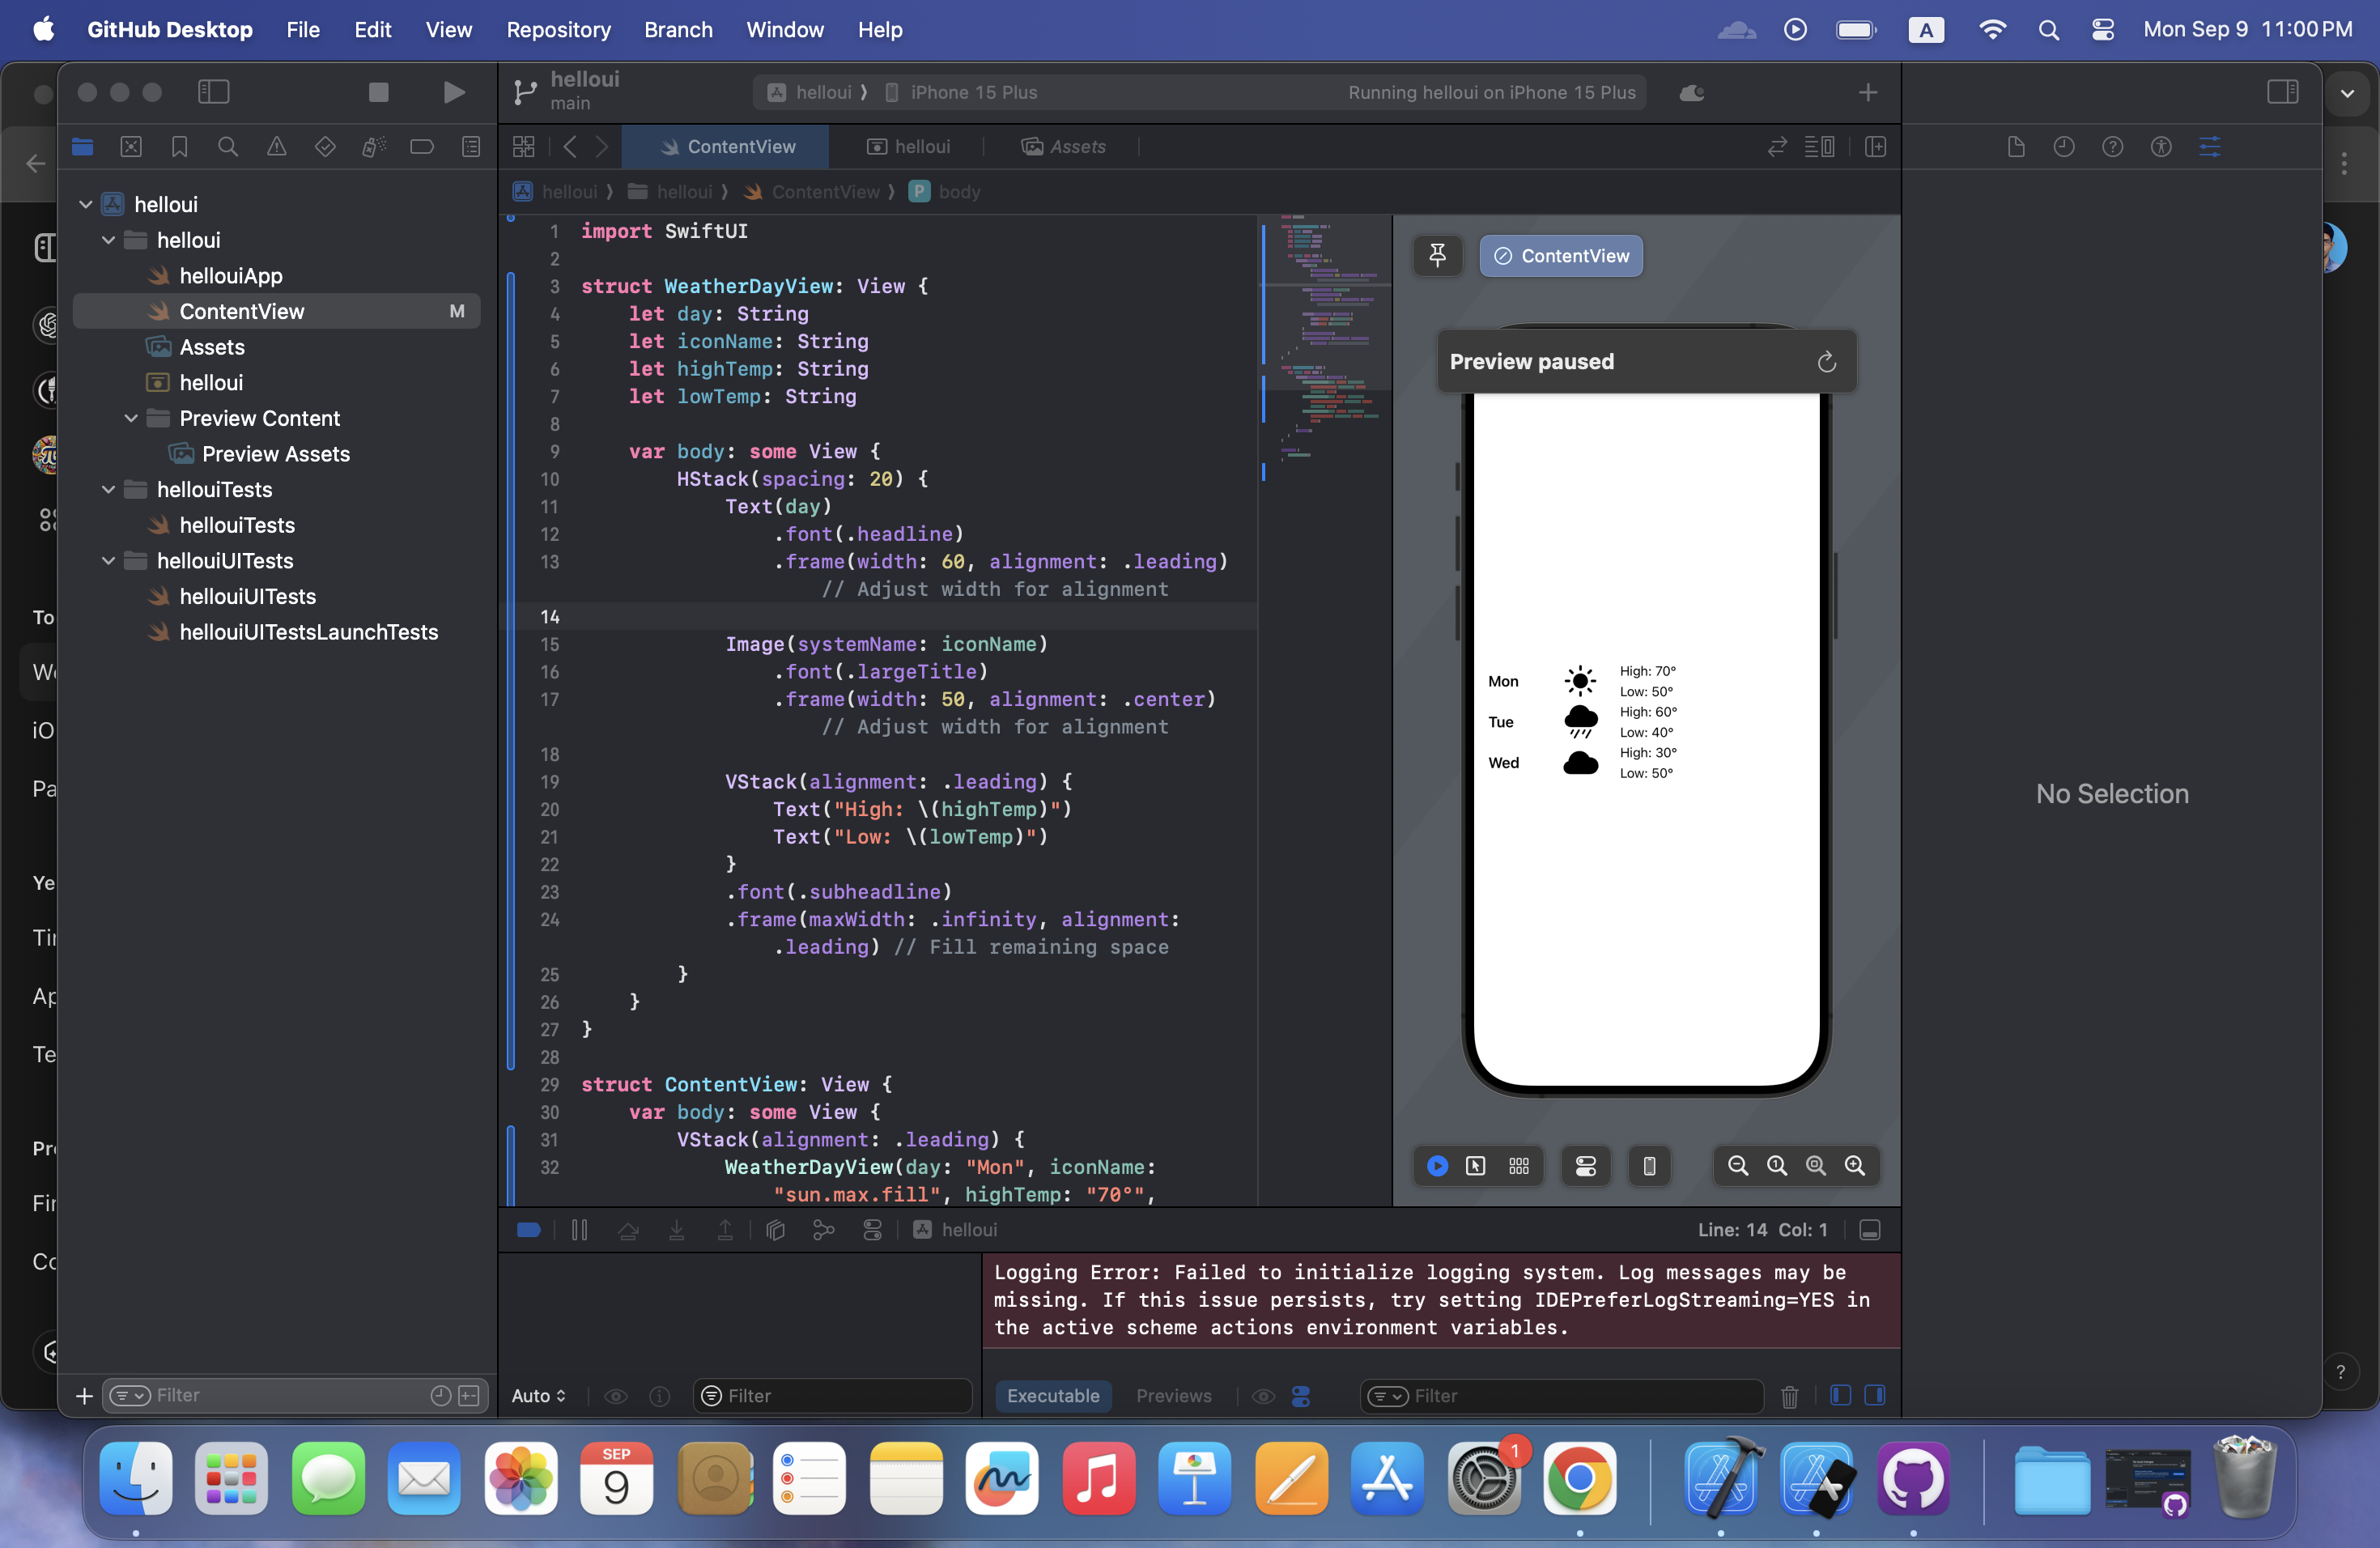 GitHub Desktop File Edit View Repository Branch Window Help A Mon Sep 9 11:00 PM
helloui
main
helloui iPhone 15 Plus Running helloui on iPhone 15 Plus
ContentView helloui Assets
helloui helloui ContentView P body
helloui
helloui
hellouiApp
ContentView M
Assets
helloui
Preview Content
Preview Assets
hellouiTests
hellouiTests
hellouiUITests
hellouiUITests
hellouiUITestsLaunchTests
To
We
iO
Pa
Ye
Tir
Ap
Te
Pr
Fir
Co
Filter
1 import SwiftUI
2
3 struct WeatherDayView: View {
4 let day: String
5 let iconName: String
6 let highTemp: String
7 let lowTemp: String
8
9 var body: some View {
10 HStack(spacing: 20) {
11 Text(day)
12 .font(.headline)
13 .frame(width: 60, alignment: .leading)
// Adjust width for alignment
14
15 Image(systemName: iconName)
16 .font(.largeTitle)
17 .frame(width: 50, alignment: .center)
// Adjust width for alignment
18
19 VStack(alignment: .leading) {
20 Text("High: \(highTemp)")
21 Text("Low: \(lowTemp)")
22 }
23 .font(.subheadline)
24 .frame(maxWidth: .infinity, alignment:
.leading) // Fill remaining space
25 }
26 }
27 }
28
29 struct ContentView: View {
30 var body: some View {
31 VStack(alignment: .leading) {
32 WeatherDayView(day: "Mon", iconName:
"sun.max.fill", highTemp: "70°",
ContentView
Preview paused
Mon High: 70°
Low: 50°
Tue High: 60°
Low: 40°
Wed High: 30°
Low: 50°
No Selection
helloui Line: 14 Col: 1
Logging Error: Failed to initialize logging system. Log messages may be
missing. If this issue persists, try setting IDEPreferLogStreaming=YES in
the active scheme actions environment variables.
Auto Filter
Executable Previews Filter
SEP
9
1